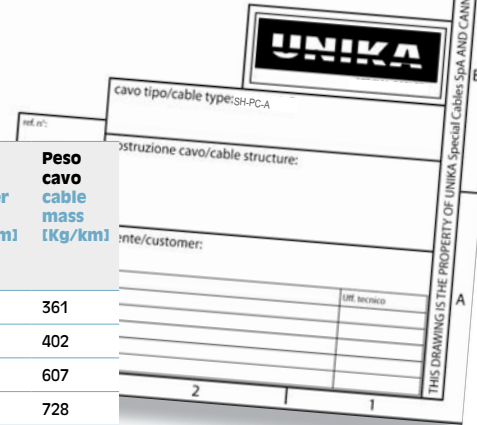 UNIKA
cavo tipo/cable type:SH-PC-A
ref. n°:
ostruzione cavo/cable structure:
ente/customer:
Uff. tecnico
2
1
A
THIS DRAWING IS THE PROPERTY OF UNIKA Special Cables SpA AND CANN
Peso
cavo
cable
mass
[Kg/km]
361
402
607
728